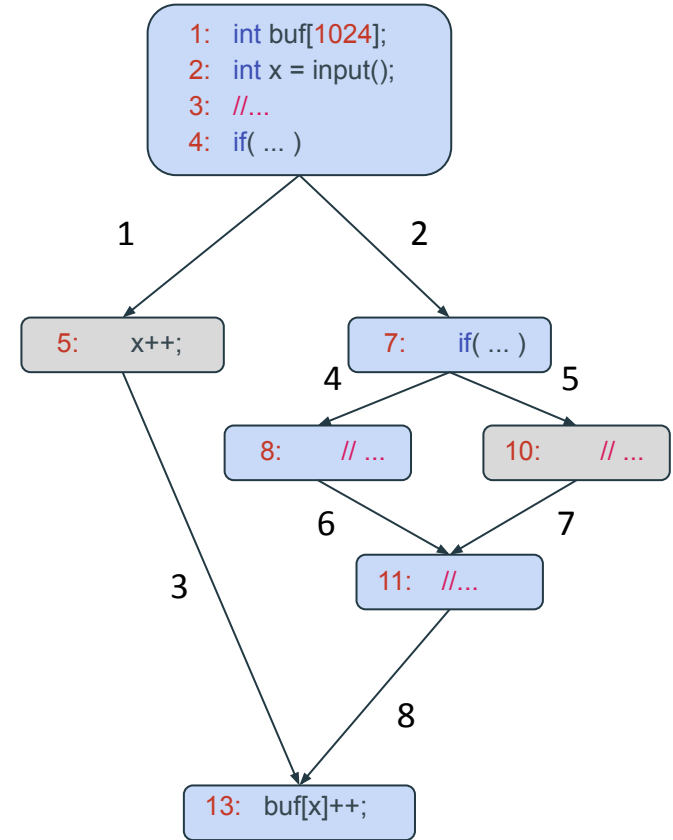 1: int buf[1024];
2: int x = input();
3: //...
4: if( ... )
1
2
5: x++;
7: if( ... )
4
5
8: // ...
10: // ...
6
7
11: //...
3
8
13: buf[x]++;